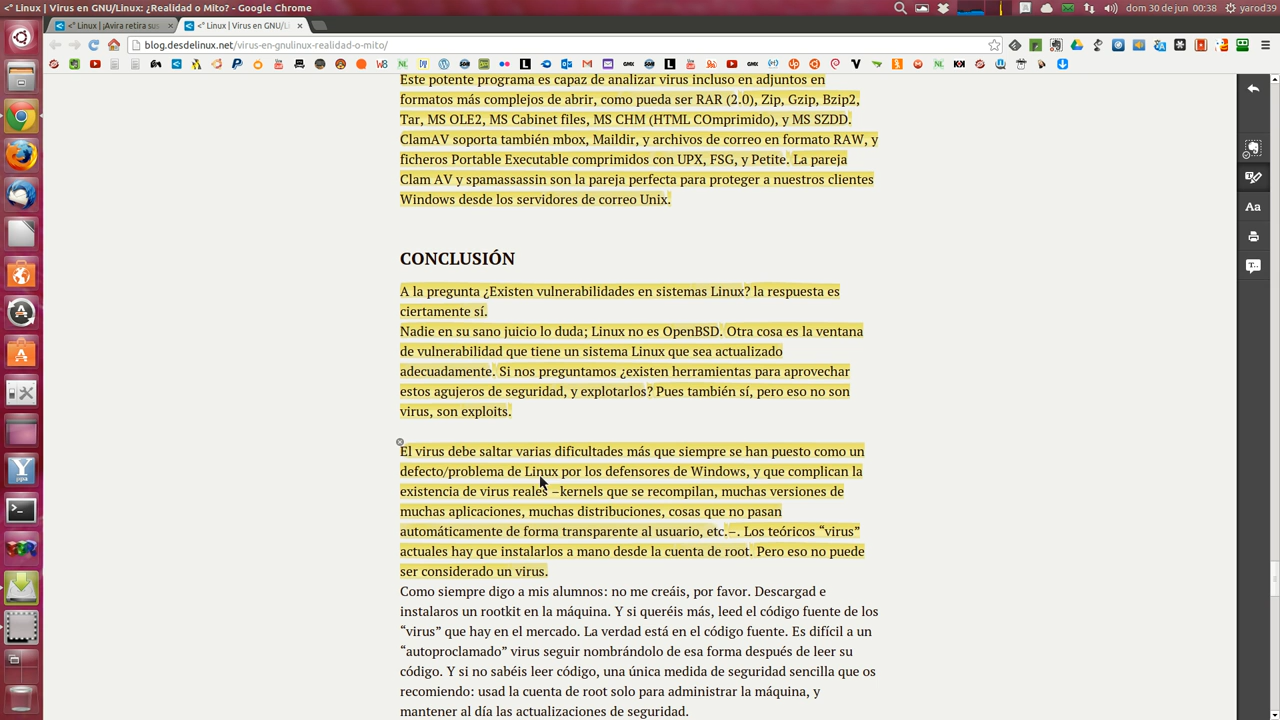 <° Linux | Virus en GNU/Linux: ¿Realidad o Mito? - Google Chrome
dom 30 de jun 00:38
yarod39
<° Linux | ¡Avira retira sus
<° Linux | Virus en GNU/Li
blog.desdelinux.net/virus-en-gnulinux-realidad-o-mito/
Este potente programa es capaz de analizar virus incluso en adjuntos en
formatos más complejos de abrir, como pueda ser RAR (2.0), Zip, Gzip, Bzip2,
Tar, MS OLE2, MS Cabinet files, MS CHM (HTML COmprimido), y MS SZDD.
ClamAV soporta también mbox, Maildir, y archivos de correo en formato RAW, y
ficheros Portable Executable comprimidos con UPX, FSG, y Petite. La pareja
Clam AV y spamassassin son la pareja perfecta para proteger a nuestros clientes
Windows desde los servidores de correo Unix.
CONCLUSIÓN
A la pregunta ¿Existen vulnerabilidades en sistemas Linux? la respuesta es
ciertamente sí.
Nadie en su sano juicio lo duda; Linux no es OpenBSD. Otra cosa es la ventana
de vulnerabilidad que tiene un sistema Linux que sea actualizado
adecuadamente. Si nos preguntamos ¿existen herramientas para aprovechar
estos agujeros de seguridad, y explotarlos? Pues también sí, pero eso no son
virus, son exploits.
El virus debe saltar varias dificultades más que siempre se han puesto como un
defecto/problema de Linux por los defensores de Windows, y que complican la
existencia de virus reales –kernels que se recompilan, muchas versiones de
muchas aplicaciones, muchas distribuciones, cosas que no pasan
automáticamente de forma transparente al usuario, etc.–. Los teóricos “virus”
actuales hay que instalarlos a mano desde la cuenta de root. Pero eso no puede
ser considerado un virus.
Como siempre digo a mis alumnos: no me creáis, por favor. Descargad e
instalaros un rootkit en la máquina. Y si queréis más, leed el código fuente de los
“virus” que hay en el mercado. La verdad está en el código fuente. Es difícil a un
“autoproclamado” virus seguir nombrándolo de esa forma después de leer su
código. Y si no sabéis leer código, una única medida de seguridad sencilla que os
recomiendo: usad la cuenta de root solo para administrar la máquina, y
mantener al día las actualizaciones de seguridad.
Aa